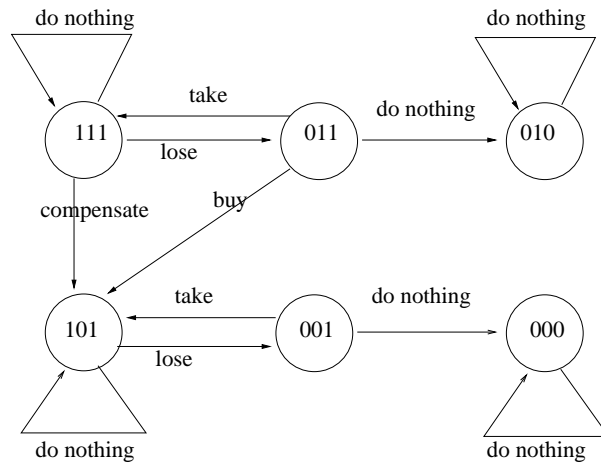 do nothing
do nothing
take
111
011
do nothing
010
lose
compensate
buy
take
do nothing
101
001
000
lose
do nothing
do nothing